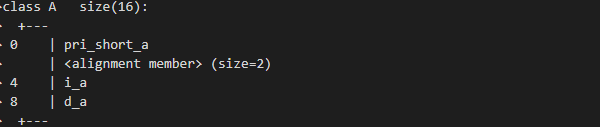 class A   size(16):
  +---
 0    | pri_short_a
      | <alignment member> (size=2)
 4    | i_a
 8    | d_a
  +---